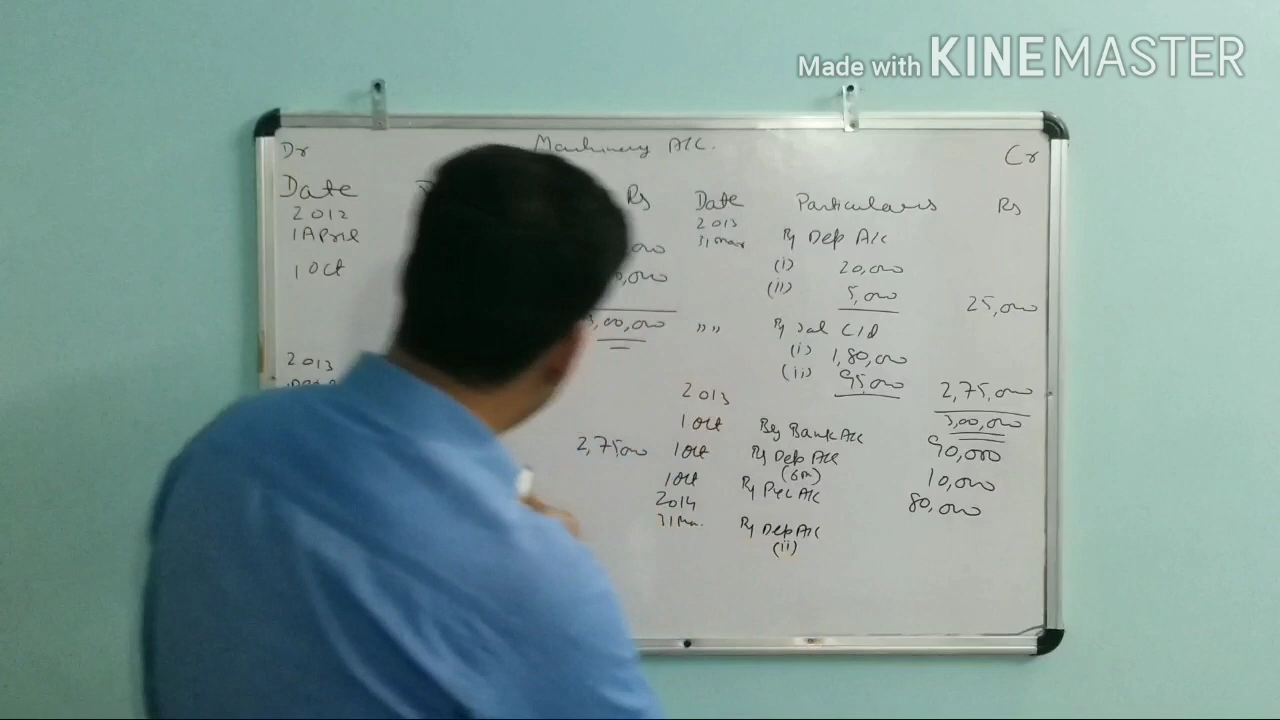 Made with KINEMASTER
Dr Machinery A/C. Cr
Date Rs Date Particulars Rs
2012 2013
1 April 31 Mar By Dep A/c
1 Oct (i) 20,000
(ii) 5,000 25,000
3,00,000 ,, ,, By Bal C/d
2013 (i) 1,80,000
(ii) 95,000 2,75,000
2013 3,00,000
1 Oct By Bank A/c 90,000
2,75,000 1 Oct By Dep A/c 10,000
(6m)
1 Oct By P&L A/c 80,000
2014
31 Mar. By Dep A/c
(ii)